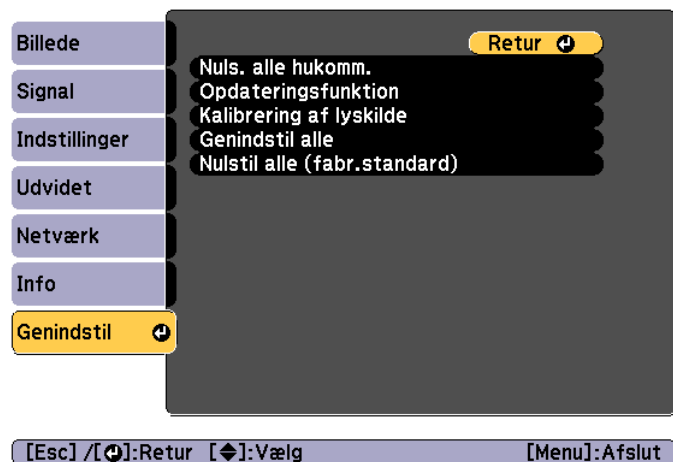 Billede
Signal
Indstillinger
Udvidet
Netværk
Info
Genindstil
Retur
Nuls. alle hukomm.
Opdateringsfunktion
Kalibrering af lyskilde
Genindstil alle
Nulstil alle (fabr.standard)
[Esc] /[⏎]:Retur [◆]:Vælg [Menu]:Afslut